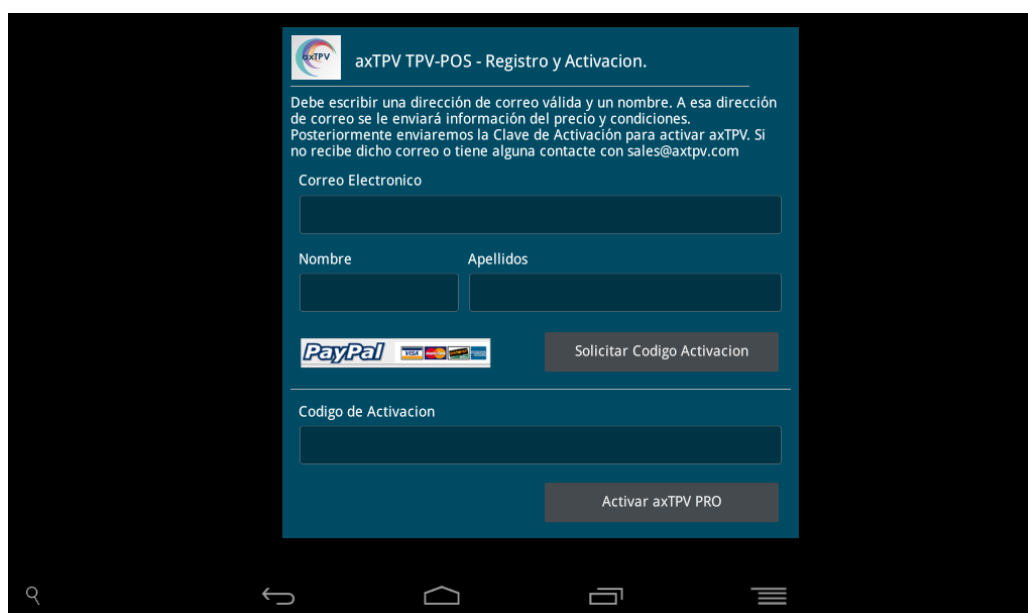 axTPV
axTPV TPV-POS - Registro y Activacion.
Debe escribir una dirección de correo válida y un nombre. A esa dirección
de correo se le enviará información del precio y condiciones.
Posteriormente enviaremos la Clave de Activación para activar axTPV. Si
no recibe dicho correo o tiene alguna contacte con sales@axtpv.com
Correo Electronico
Nombre Apellidos
PayPal VISA
Solicitar Codigo Activacion
Codigo de Activacion
Activar axTPV PRO